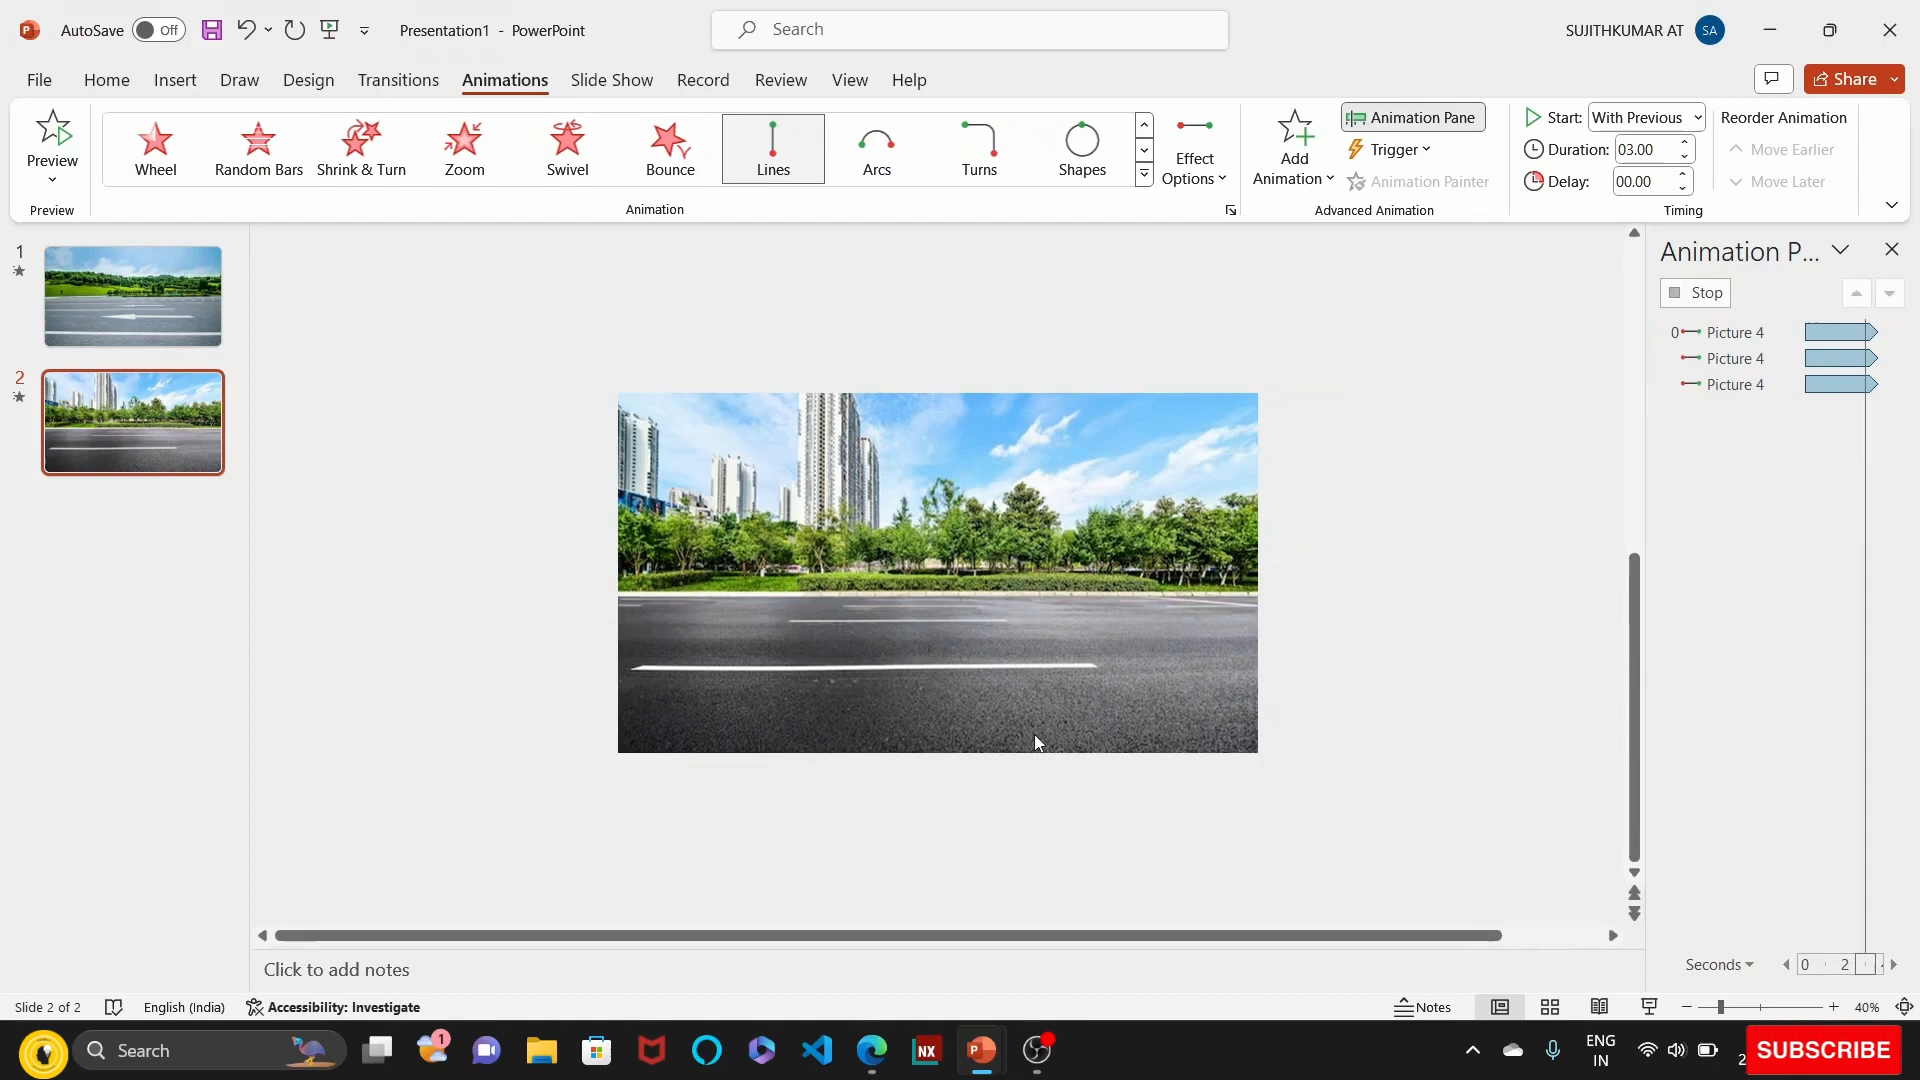 AutoSave Off Presentation1 - PowerPoint Search SUJITHKUMAR AT SA
File Home Insert Draw Design Transitions Animations Slide Show Record Review View Help Share
Preview
Preview
Wheel Random Bars Shrink & Turn Zoom Swivel Bounce Lines Arcs Turns Shapes
Animation
Effect
Options
Add
Animation
Animation Pane
Trigger
Animation Painter
Advanced Animation
Start: With Previous
Duration: 03.00
Delay: 00.00
Timing
Reorder Animation
Move Earlier
Move Later
1
2
Animation P...
Stop
0 Picture 4
Picture 4
Picture 4
Seconds 0 2
Click to add notes
Slide 2 of 2 English (India) Accessibility: Investigate Notes 40%
Search 1 NX P ENG
IN
2
SUBSCRIBE